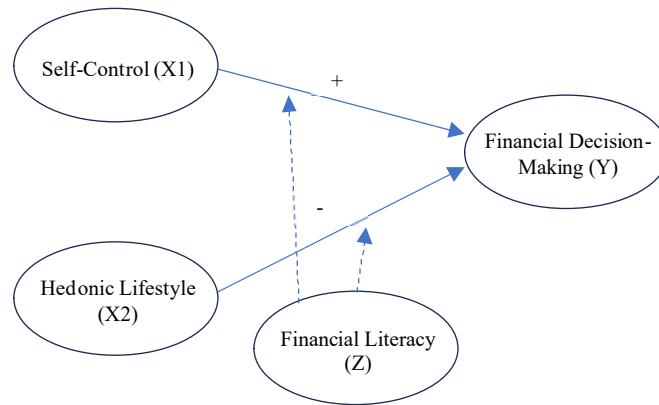 Self-Control (X1)
+
Financial Decision-
Making (Y)
-
Hedonic Lifestyle
(X2)
Financial Literacy
(Z)